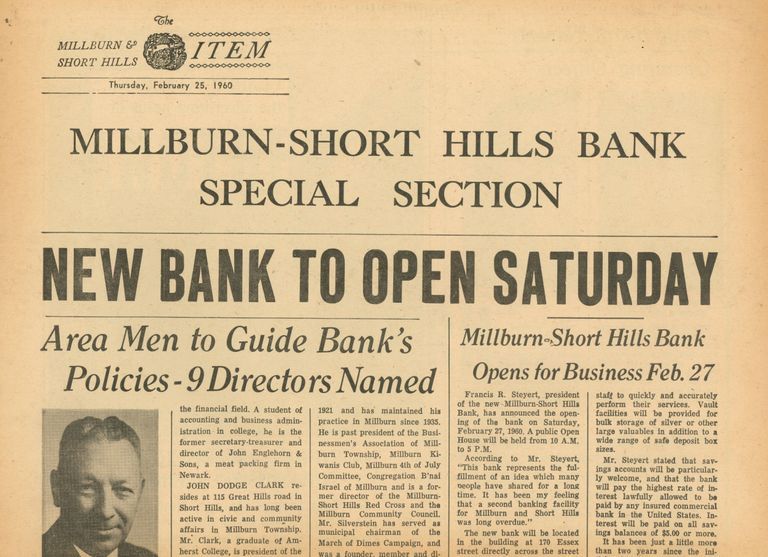 The
MILLBURN &
SHORT HILLS
ITEM
Thursday, February 25, 1960
MILLBURN-SHORT HILLS BANK
SPECIAL SECTION
NEW BANK TO OPEN SATURDAY
Area Men to Guide Bank's
Policies - 9 Directors Named
the financial field. A student of
accounting and business admin-
istration in college, he is the
former secretary-treasurer and
director of John Englehorn &
Sons, a meat packing firm in
Newark.
JOHN DODGE CLARK re-
sides at 115 Great Hills road in
Short Hills, and has long been
active in civic and community
affairs in Millburn Township.
Mr. Clark, a graduate of Am-
herst College, is president of the
1921 and has maintained his
practice in Millburn since 1935.
He is past president of the Busi-
nessmen's Association of Mill-
burn Township, Millburn Ki-
wanis Club, Millburn 4th of July
Committee, Congregation B'nai
Israel of Millburn and is a for-
mer director of the Millburn-
Short Hills Red Cross and the
Millburn Community Council.
Mr. Silverstein has served as
municipal chairman of the
March of Dimes Campaign, and
was a founder, member and di-
Millburn-Short Hills Bank
Opens for Business Feb. 27
Francis R. Steyert, president
of the new Millburn-Short Hills
Bank, has announced the open-
ing of the bank on Saturday,
February 27, 1960. A public Open
House will be held from 10 A.M.
to 5 P.M.
According to Mr. Steyert,
"This bank represents the ful-
fillment of an idea which many
people have shared for a long
time. It has been my feeling
that a second banking facility
for Millburn and Short Hills
was long overdue."
The new bank will be located
in the building at 170 Essex
street directly across the street
staff to quickly and accurately
perform their services. Vault
facilities will be provided for
bulk storage of silver or other
large valuables in addition to a
wide range of safe deposit box
sizes.
Mr. Steyert stated that sav-
ings accounts will be particular-
ly welcome, and that the bank
will pay the highest rate of in-
terest lawfully allowed to be
paid by any insured commercial
bank in the United States. In-
terest will be paid on all sav-
ings balances of $5.00 or more.
It has been just a little more
than two years since the in-